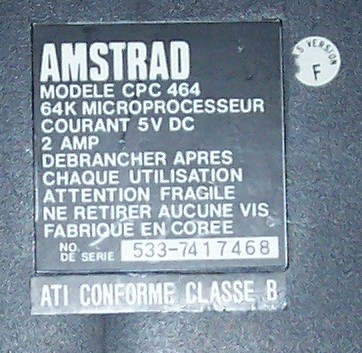 AMSTRAD
MODELE CPC 464
64K MICROPROCESSEUR
COURANT 5V DC
2 AMP
DEBRANCHER APRES
CHAQUE UTILISATION
ATTENTION FRAGILE
NE RETIRER AUCUNE VIS
FABRIQUÉ EN COREE
NO. DE SERIE 533-7417468
ATI CONFORME CLASSE B
S VERSION
F